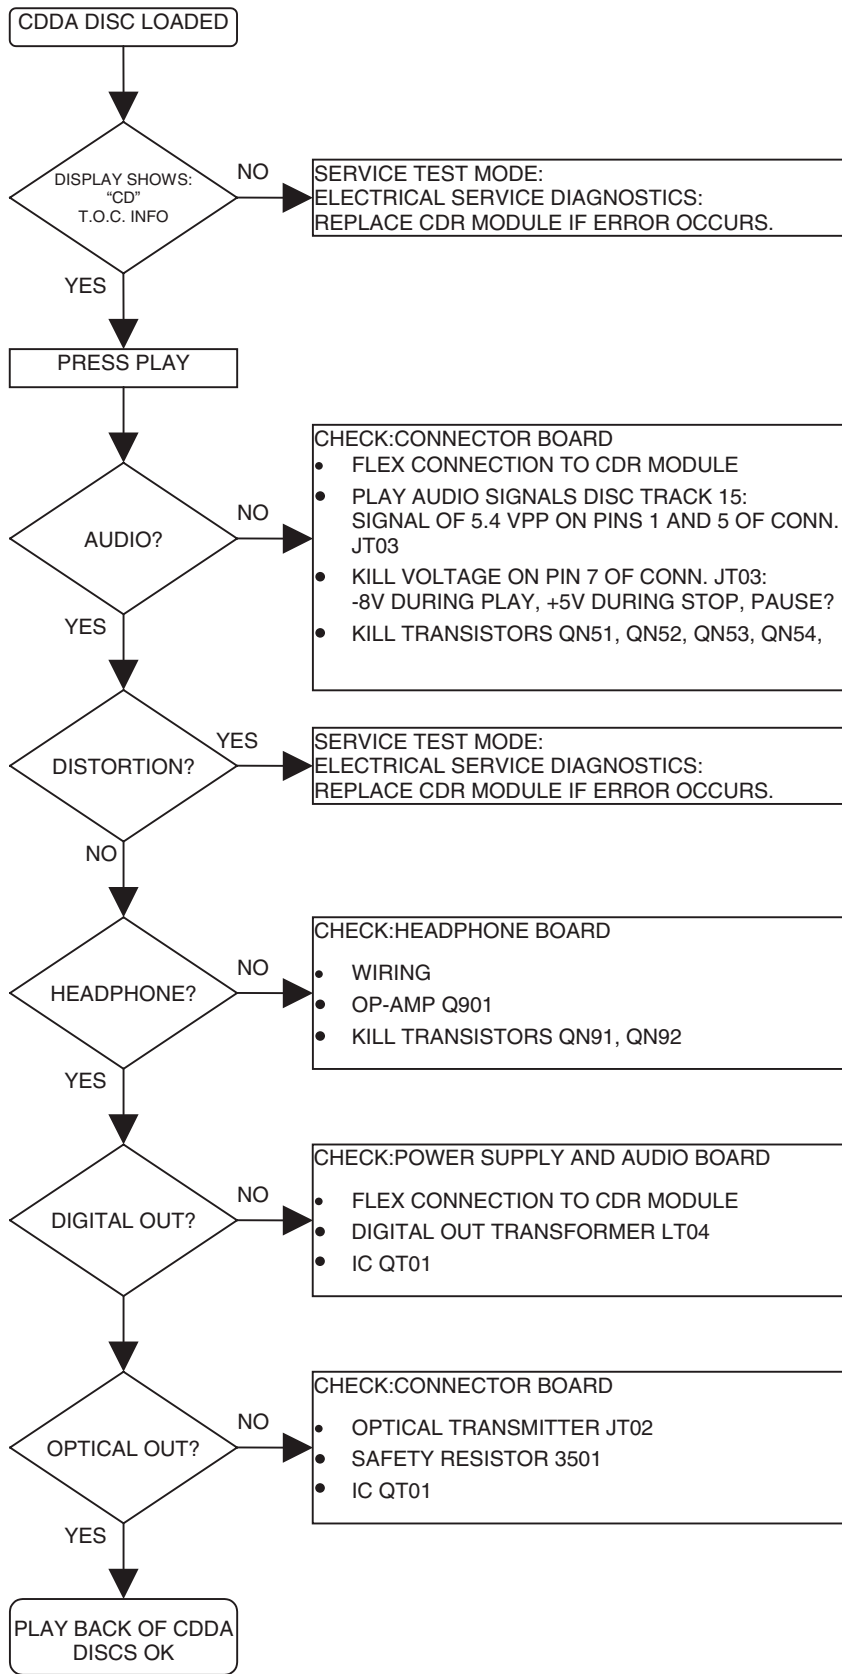 CDDA DISC LOADED
DISPLAY SHOWS:
“CD”
T.O.C. INFO
NO
SERVICE TEST MODE:
ELECTRICAL SERVICE DIAGNOSTICS:
REPLACE CDR MODULE IF ERROR OCCURS.
YES
PRESS PLAY
AUDIO?
NO
CHECK:CONNECTOR BOARD
• FLEX CONNECTION TO CDR MODULE
• PLAY AUDIO SIGNALS DISC TRACK 15:
SIGNAL OF 5.4 VPP ON PINS 1 AND 5 OF CONN.
JT03
• KILL VOLTAGE ON PIN 7 OF CONN. JT03:
-8V DURING PLAY, +5V DURING STOP, PAUSE?
• KILL TRANSISTORS QN51, QN52, QN53, QN54,
YES
DISTORTION?
YES
SERVICE TEST MODE:
ELECTRICAL SERVICE DIAGNOSTICS:
REPLACE CDR MODULE IF ERROR OCCURS.
NO
HEADPHONE?
NO
CHECK:HEADPHONE BOARD
• WIRING
• OP-AMP Q901
• KILL TRANSISTORS QN91, QN92
YES
DIGITAL OUT?
NO
CHECK:POWER SUPPLY AND AUDIO BOARD
• FLEX CONNECTION TO CDR MODULE
• DIGITAL OUT TRANSFORMER LT04
• IC QT01
OPTICAL OUT?
NO
CHECK:CONNECTOR BOARD
• OPTICAL TRANSMITTER JT02
• SAFETY RESISTOR 3501
• IC QT01
YES
PLAY BACK OF CDDA
DISCS OK